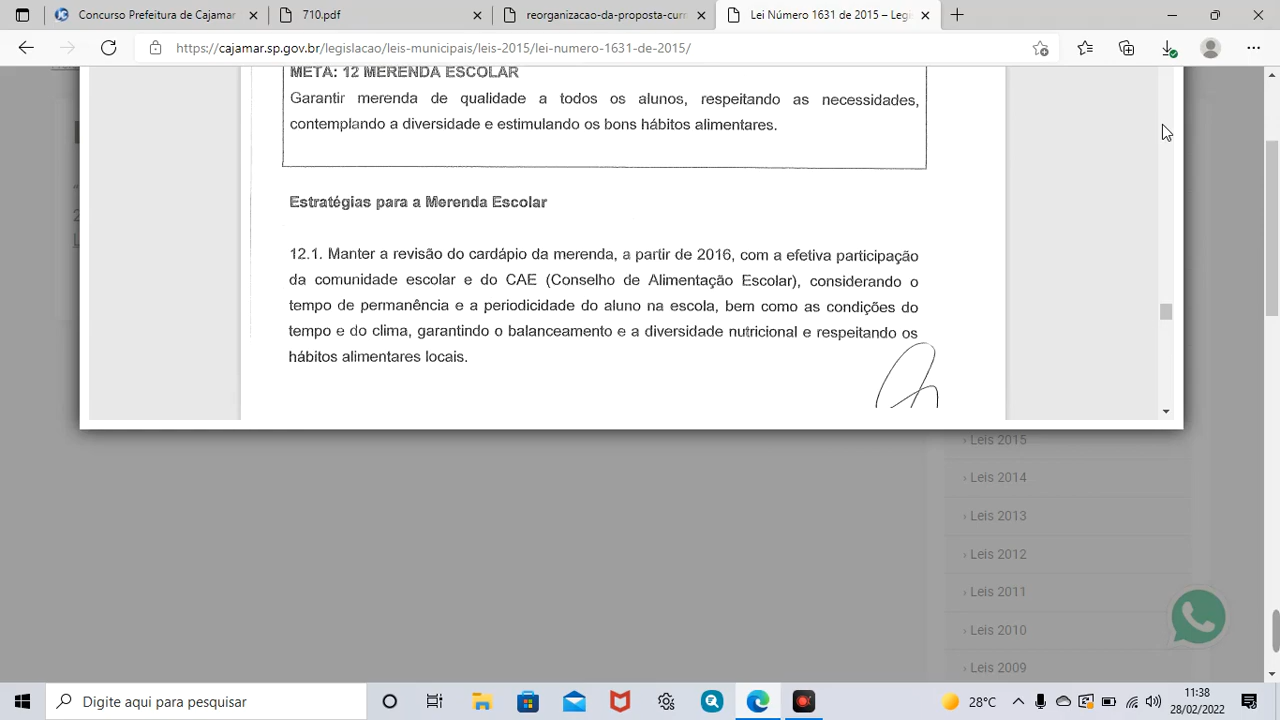 Concurso Prefeitura de Cajamar
710.pdf
reorganizacao-proposta-curr
Lei Numero 1631 de 2015 – Legis
https://cajamar.sp.gov.br/legislacao/leis-municipais/leis-2015/lei-numero-1631-de-2015/
META: 12 MERENDA ESCOLAR
Garantir merenda de qualidade a todos os alunos, respeitando as necessidades,
contemplando a diversidade e estimulando os bons hábitos alimentares.
Estratégias para a Merenda Escolar
12.1. Manter a revisão do cardápio da merenda, a partir de 2016, com a efetiva participação
da comunidade escolar e do CAE (Conselho de Alimentação Escolar), considerando o
tempo de permanência e a periodicidade do aluno na escola, bem como as condições do
tempo e do clima, garantindo o balanceamento e a diversidade nutricional e respeitando os
hábitos alimentares locais.
› Leis 2015
› Leis 2014
› Leis 2013
› Leis 2012
› Leis 2011
› Leis 2010
› Leis 2009
Digite aqui para pesquisar
28°C
11:38
28/02/2022